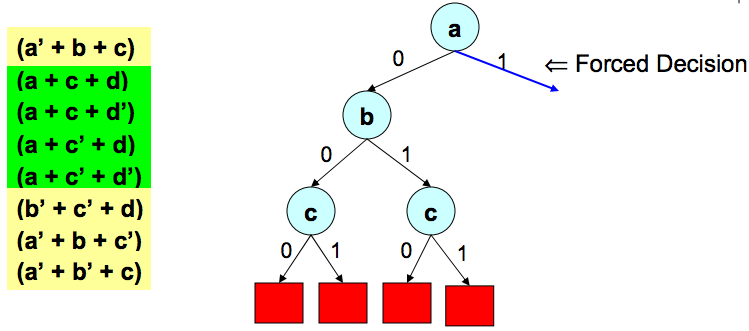 (a’ + b + c)
(a + c + d)
(a + c + d’)
(a + c’ + d)
(a + c’ + d’)
(b’ + c’ + d)
(a’ + b + c’)
(a’ + b’ + c)
a
0 1 ⇐ Forced Decision
b
0 1
c c
0 1 0 1